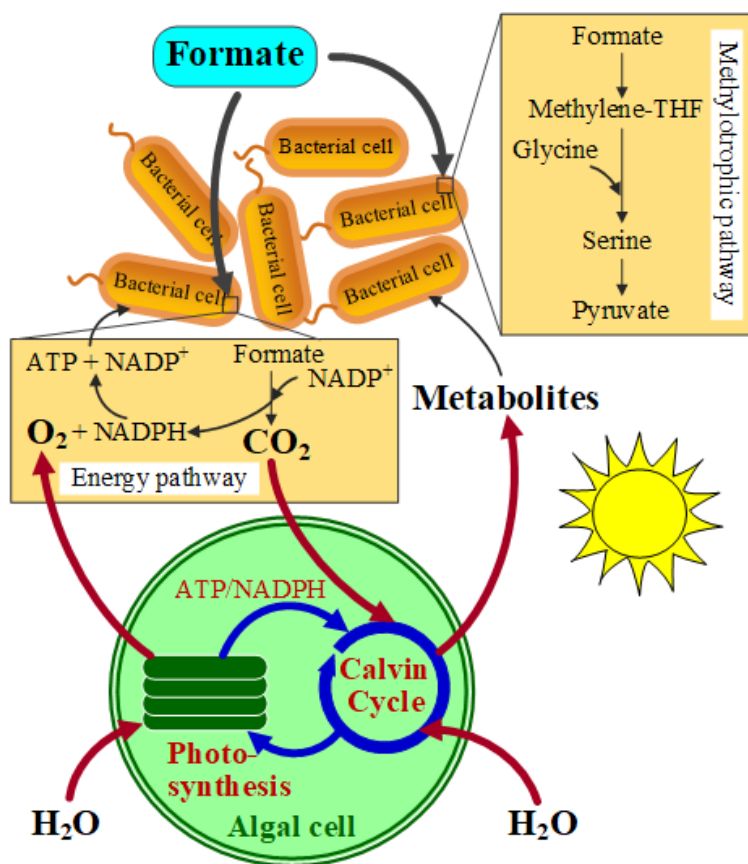 Formate
Bacterial cell
Bacterial cell
Bacterial cell
Bacterial cell
Bacterial cell
Bacterial cell
Formate
Methylene-THF
Glycine
Serine
Pyruvate
Methylotrophic pathway
ATP + NADP⁺
Formate
NADP⁺
O₂ + NADPH
CO₂
Energy pathway
Metabolites
ATP/NADPH
Calvin
Cycle
Photo-
synthesis
Algal cell
H₂O
H₂O